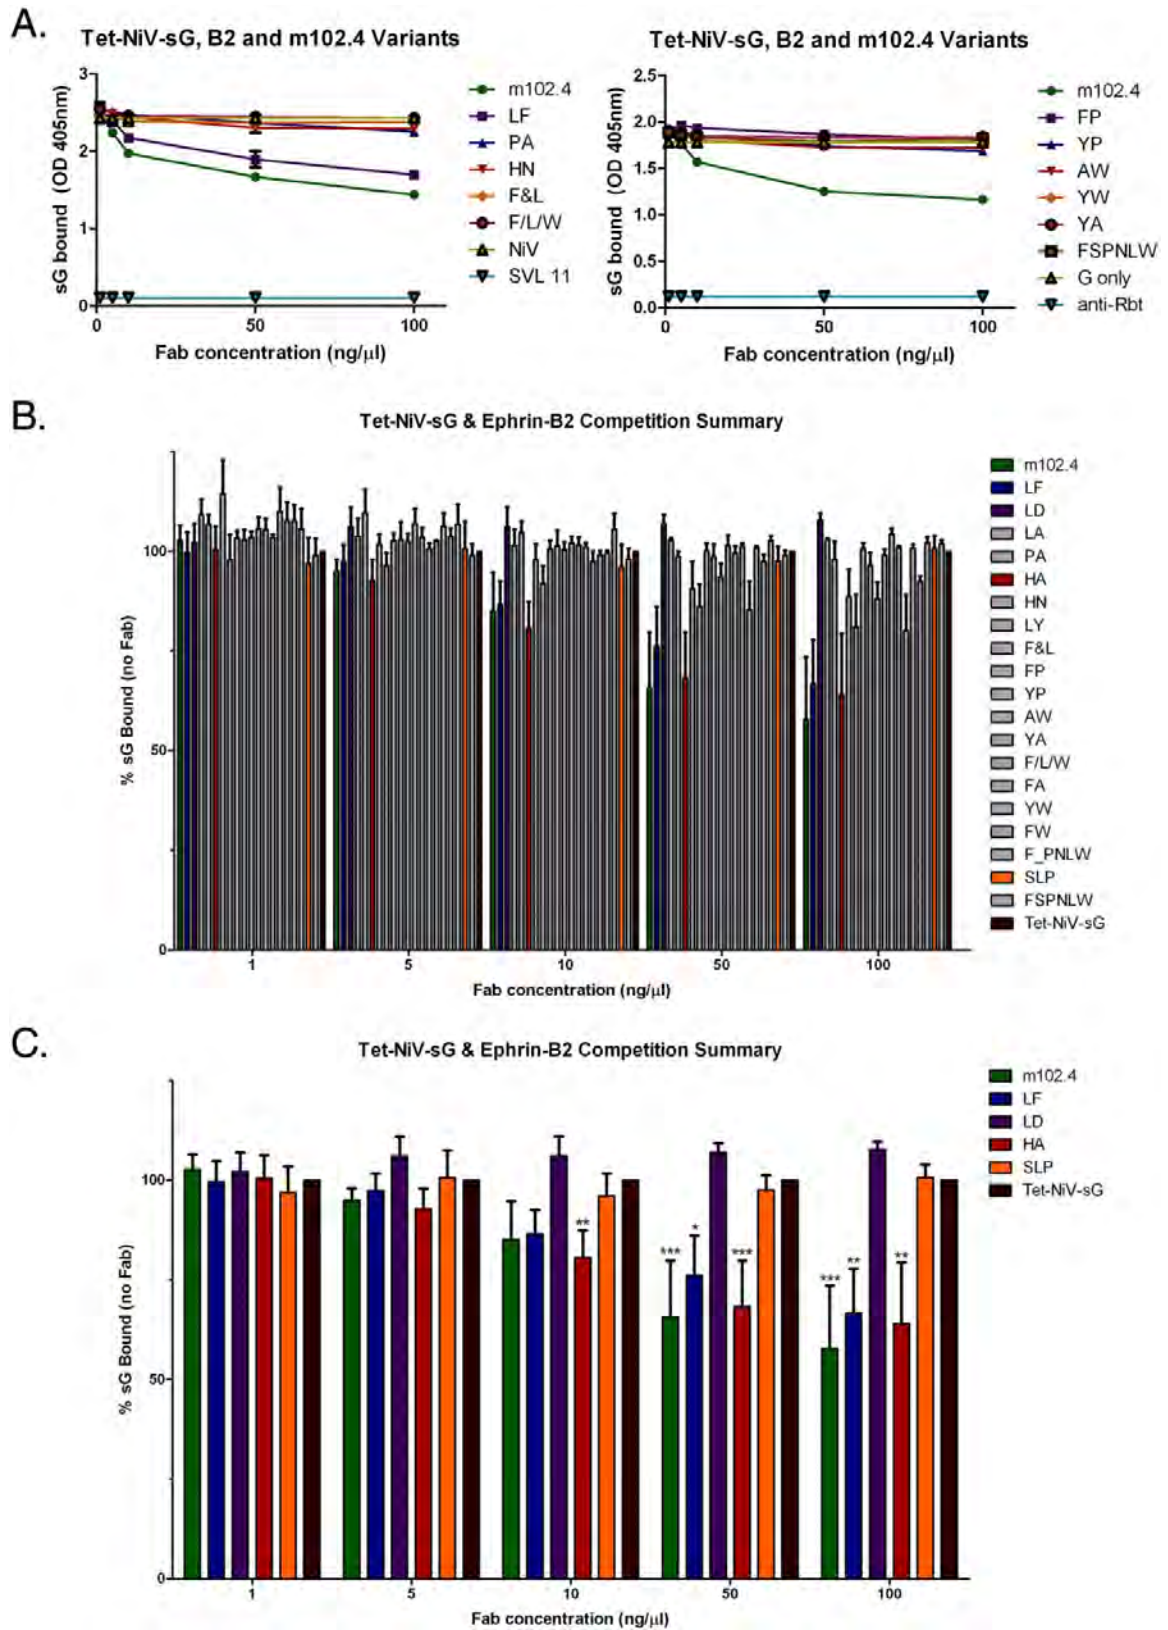 A.
Tet-NiV-sG, B2 and m102.4 Variants
sG bound (OD 405nm)
3
2
1
0
0
50
100
Fab concentration (ng/µl)
m102.4
LF
PA
HN
F&L
F/L/W
NiV
SVL 11
Tet-NiV-sG, B2 and m102.4 Variants
sG bound (OD 405nm)
2.5
2.0
1.5
1.0
0.5
0.0
0
50
100
Fab concentration (ng/µl)
m102.4
FP
YP
AW
YW
YA
FSPNLW
G only
anti-Rbt
B.
Tet-NiV-sG & Ephrin-B2 Competition Summary
% sG Bound (no Fab)
100
50
0
1
5
10
50
100
Fab concentration (ng/µl)
m102.4
LF
LD
LA
PA
HA
HN
LY
F&L
FP
YP
AW
YA
F/L/W
FA
YW
FW
F_PNLW
SLP
FSPNLW
Tet-NiV-sG
C.
Tet-NiV-sG & Ephrin-B2 Competition Summary
% sG Bound (no Fab)
100
50
0
**
***
*
***
***
**
**
1
5
10
50
100
Fab concentration (ng/µl)
m102.4
LF
LD
HA
SLP
Tet-NiV-sG